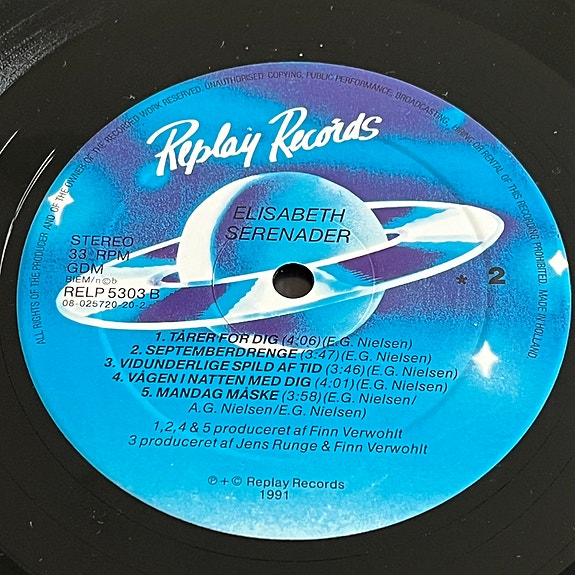 ALL RIGHTS OF THE PRODUCER AND OF THE OWNER OF THE RECORDED WORK RESERVED. UNAUTHORISED COPYING, PUBLIC PERFORMANCE, BROADCASTING, HIRING OR RENTAL OF THIS RECORDING PROHIBITED. MADE IN HOLLAND
Replay Records
ELISABETH
SERENADER
STEREO
33 RPM
GDM
BIEM/n©b
RELP 5303 B
08-025720-20-2
* 2
1. TÅRER FOR DIG (4:06)(E.G. Nielsen)
2. SEPTEMBERDRENGE (3:47)(E.G. Nielsen)
3. VIDUNDERLIGE SPILD AF TID (3:46)(E.G. Nielsen)
4. VÅGEN I NATTEN MED DIG (4:01)(E.G. Nielsen)
5. MANDAG MÅSKE (3:58)(E.G. Nielsen/
A.G. Nielsen/E.G. Nielsen)
1,2,4 & 5 produceret af Finn Verwohlt
3 produceret af Jens Runge & Finn Verwohlt
℗ + © Replay Records
1991